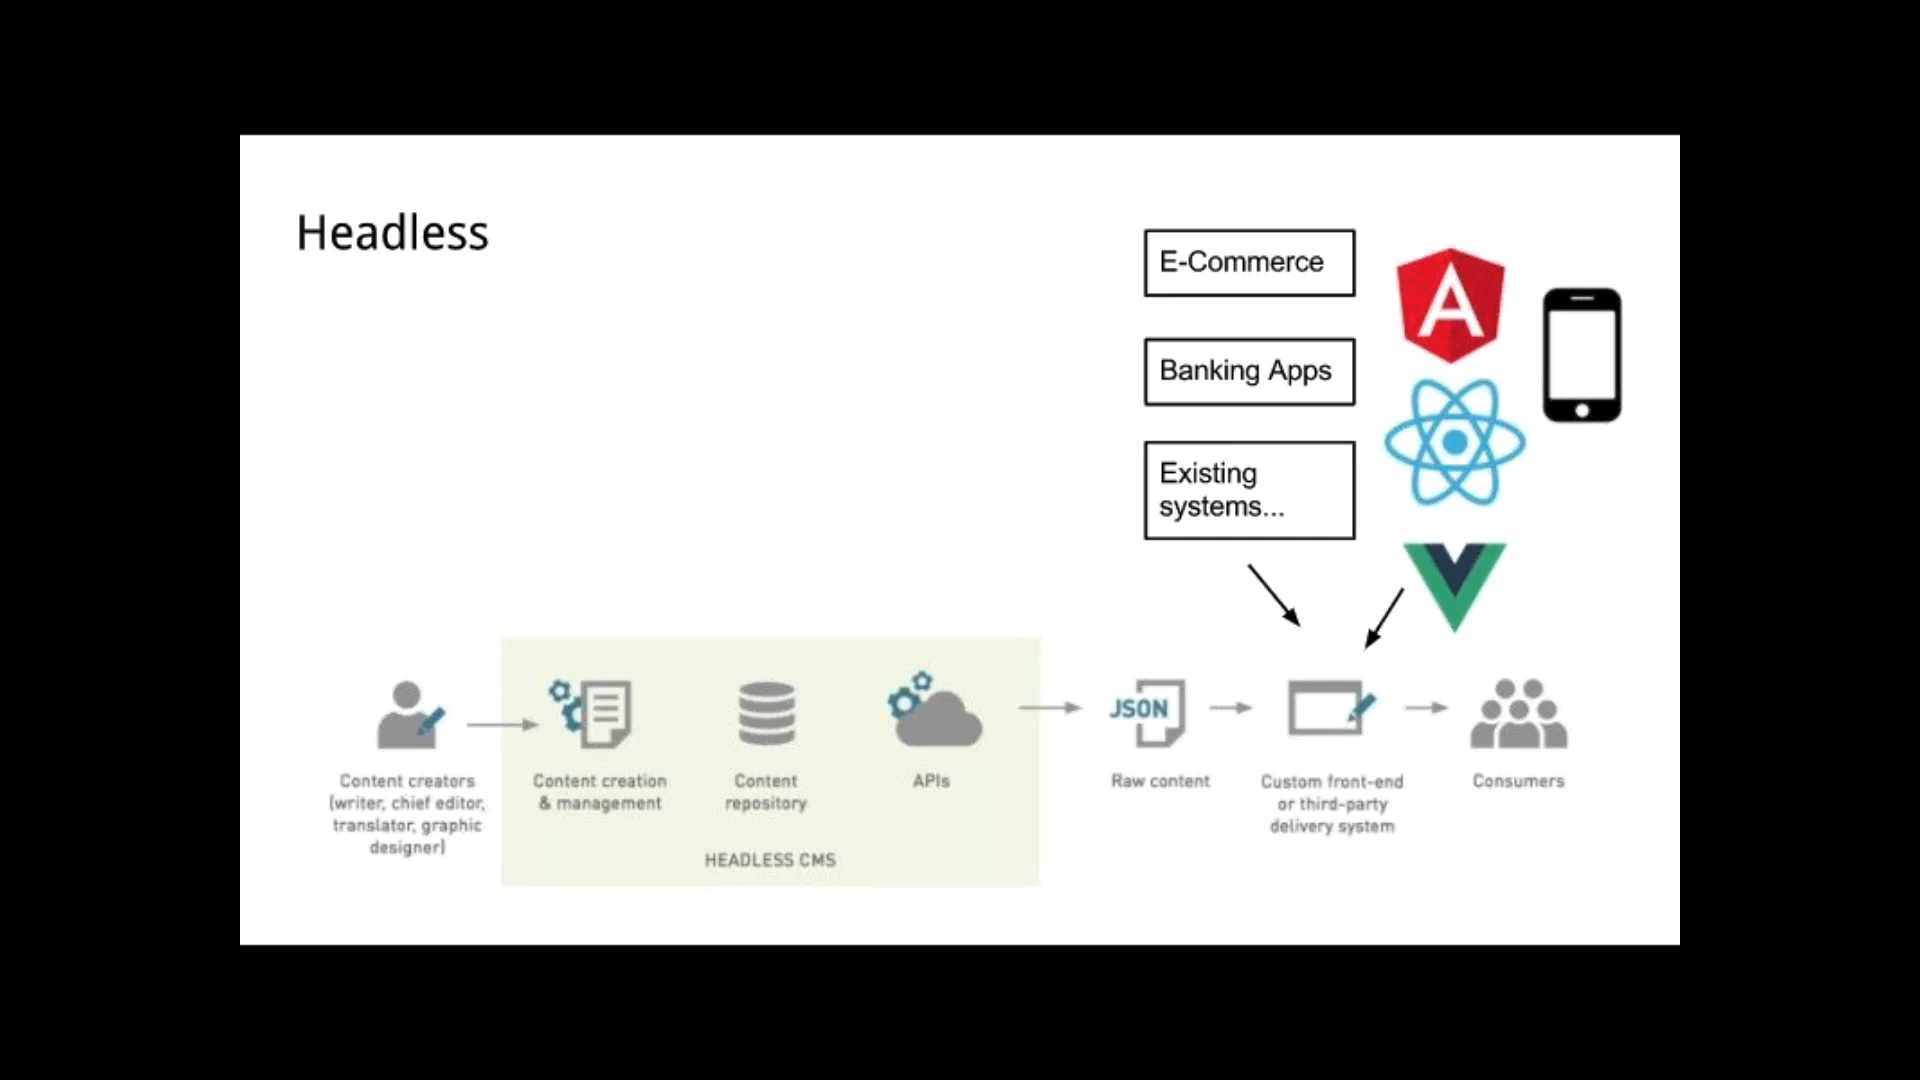 Headless
E-Commerce
Banking Apps
Existing
systems...
A
JSON
Content creators
(writer, chief editor,
translator, graphic
designer)
Content creation
& management
Content
repository
APIs
HEADLESS CMS
Raw content
Custom front-end
or third-party
delivery system
Consumers